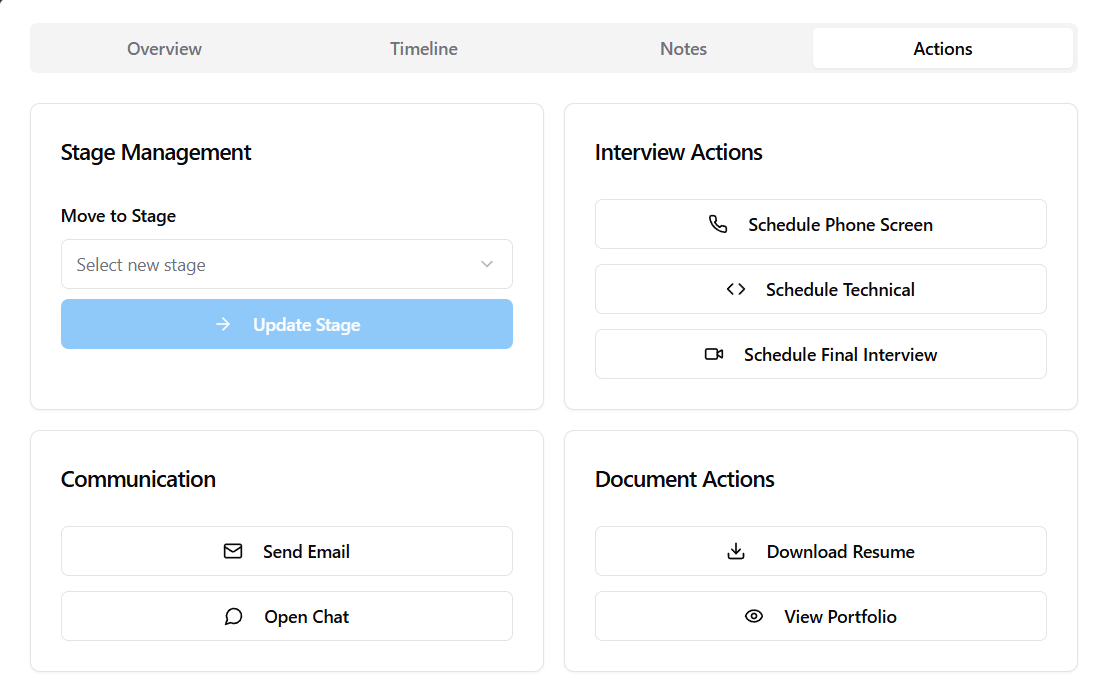 Overview
Timeline
Notes
Actions
Stage Management
Move to Stage
Select new stage
Update Stage
Interview Actions
Schedule Phone Screen
Schedule Technical
Schedule Final Interview
Communication
Send Email
Open Chat
Document Actions
Download Resume
View Portfolio